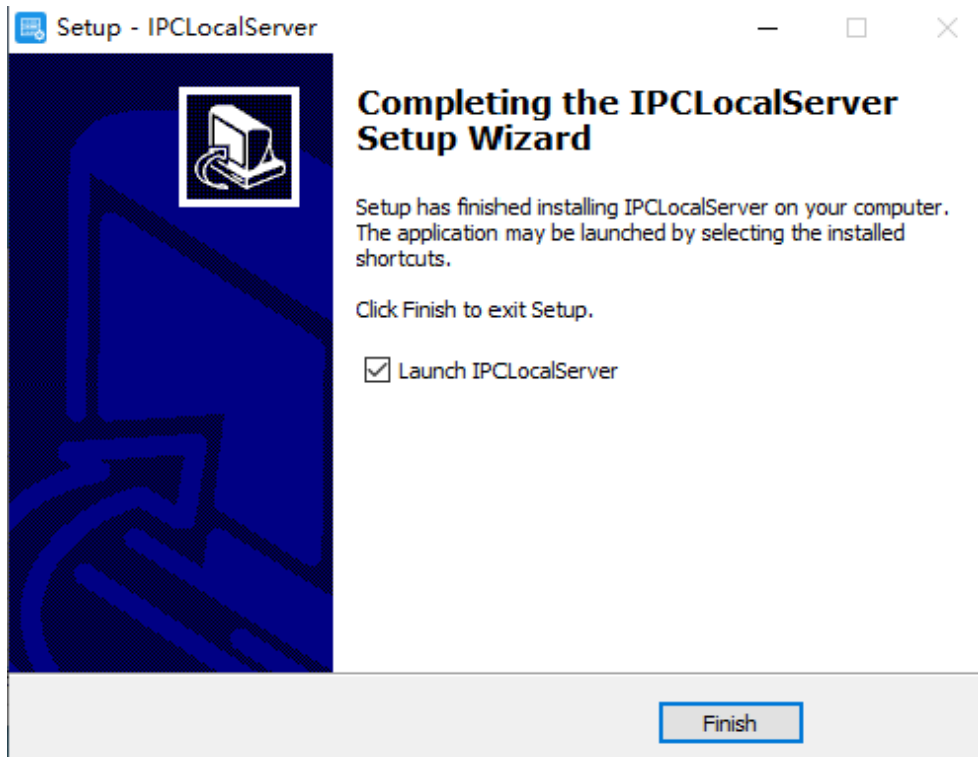 Setup - IPCLocalServer
Completing the IPCLocalServer
Setup Wizard
Setup has finished installing IPCLocalServer on your computer.
The application may be launched by selecting the installed
shortcuts.
Click Finish to exit Setup.
Launch IPCLocalServer
Finish